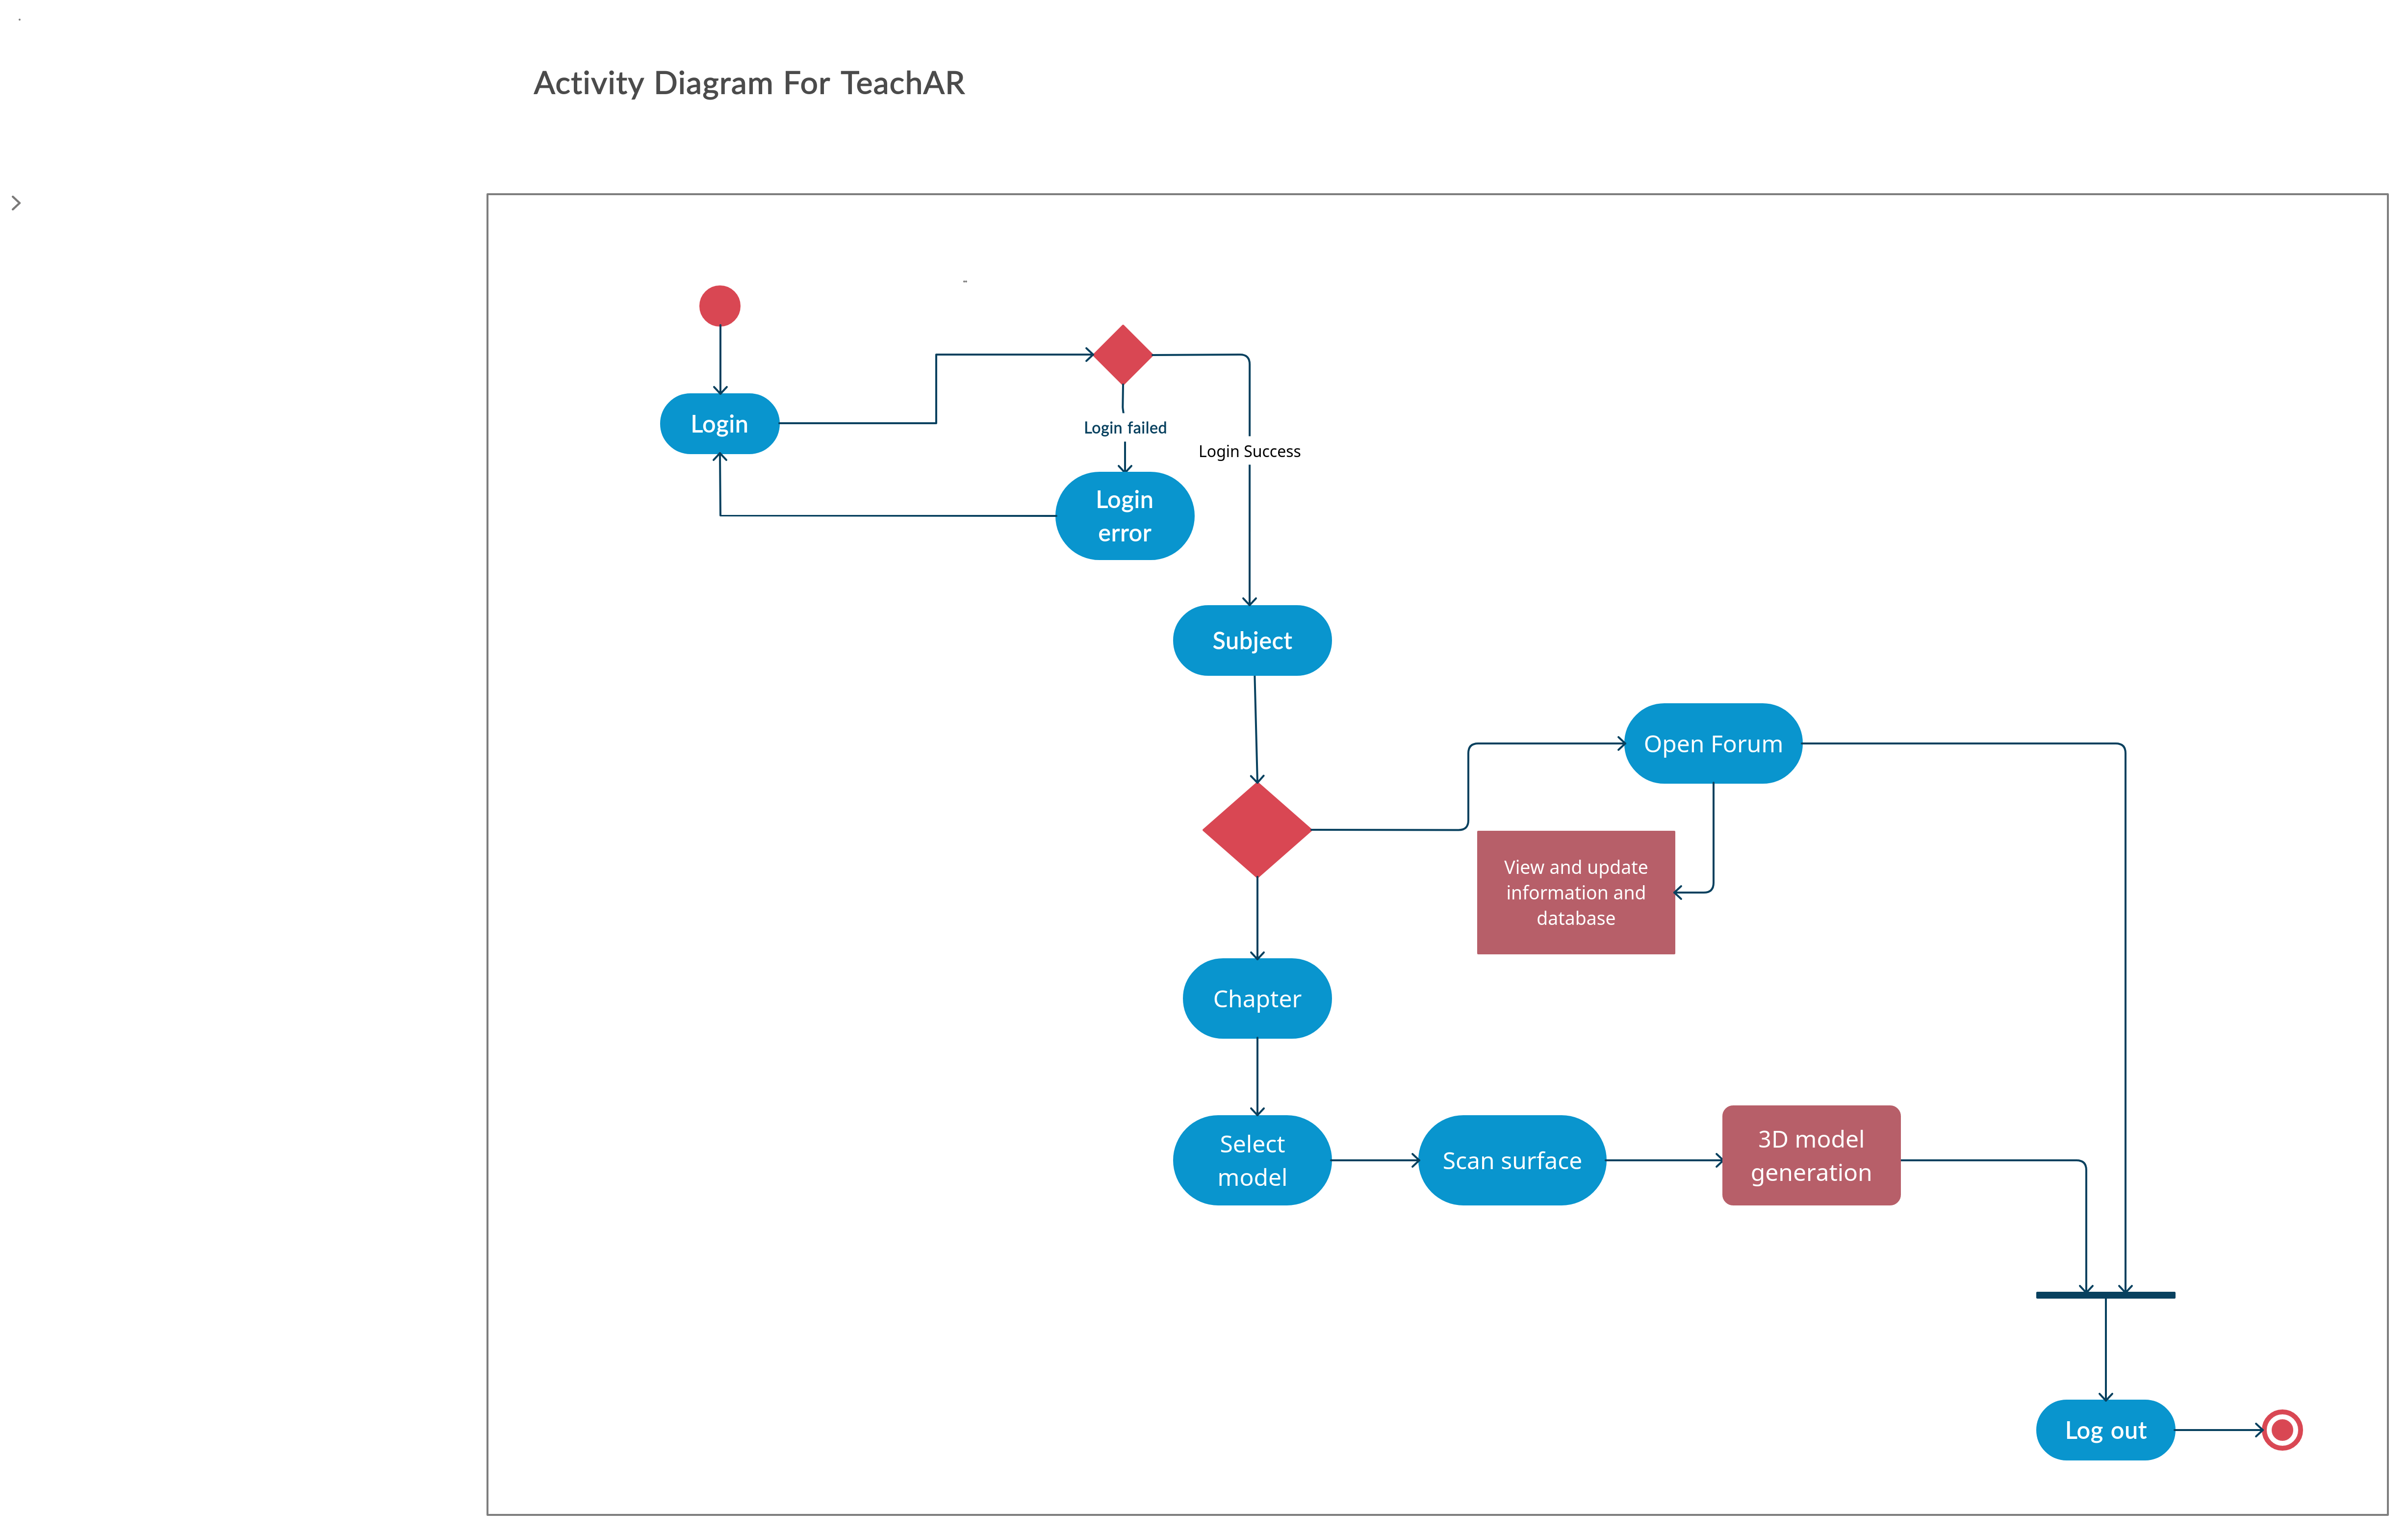 Activity Diagram For TeachAR
Login
Login failed
Login Success
Login
error
Subject
Open Forum
View and update
information and
database
Chapter
Select
model
Scan surface
3D model
generation
Log out